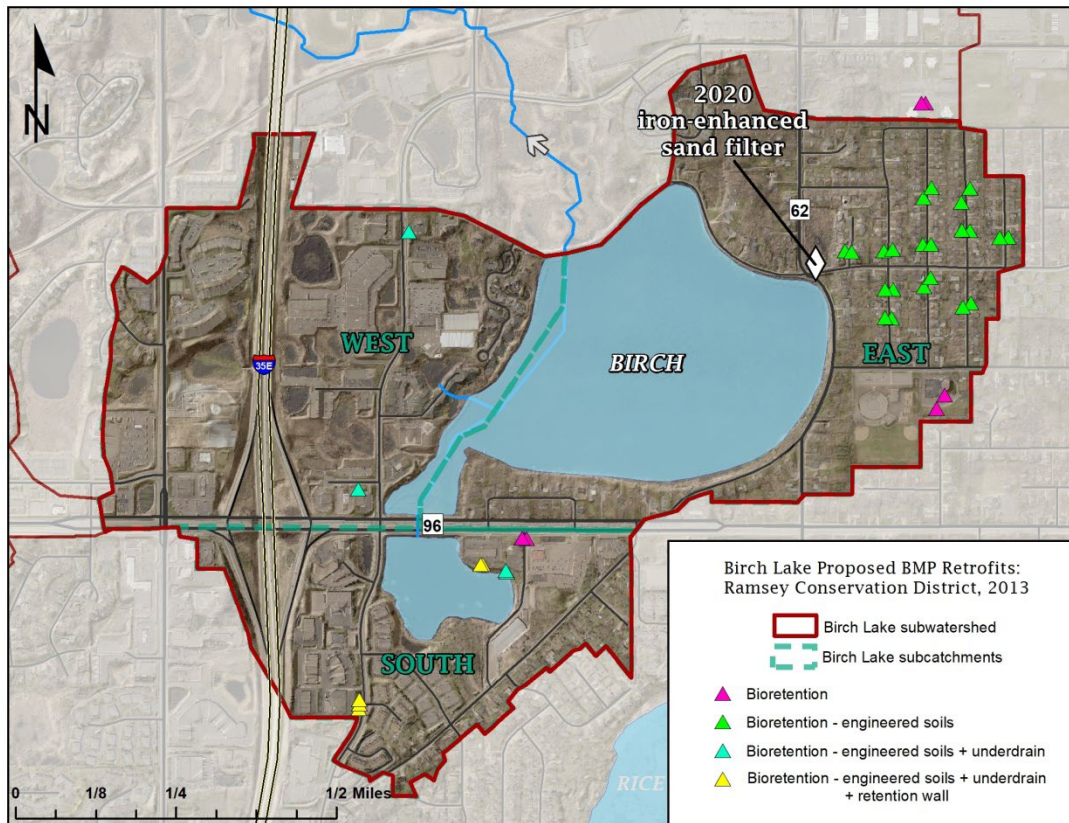 N
2020
iron-enhanced
sand filter
62
WEST
35E
BIRCH
EAST
96
SOUTH
RICE
0 1/8 1/4 1/2 Miles
Birch Lake Proposed BMP Retrofits:
Ramsey Conservation District, 2013
Birch Lake subwatershed
Birch Lake subcatchments
Bioretention
Bioretention - engineered soils
Bioretention - engineered soils + underdrain
Bioretention - engineered soils + underdrain
+ retention wall